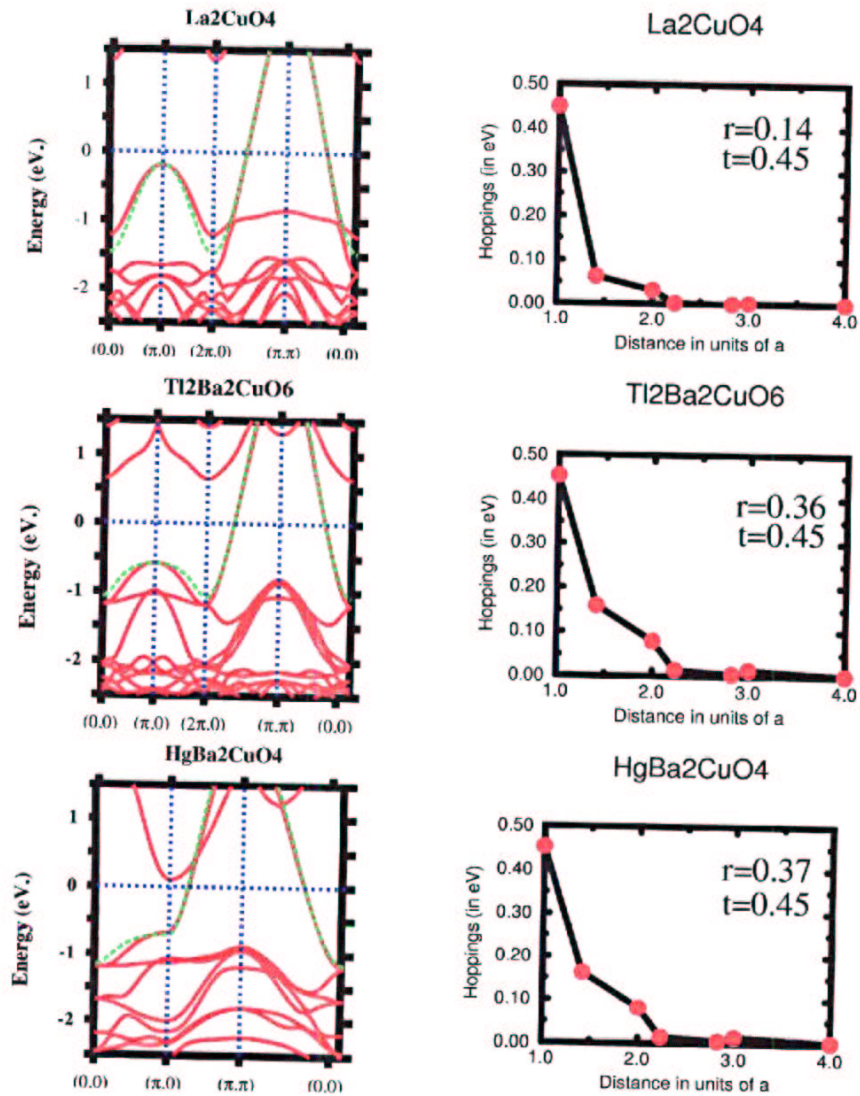 La2CuO4
Energy (eV.)
1
0
-1
-2
(0.0)
(π.0)
(2π.0)
(π.π)
(0.0)
La2CuO4
Hoppings (in eV)
0.50
0.40
0.30
0.20
0.10
0.00
r=0.14
t=0.45
1.0
2.0
3.0
4.0
Distance in units of a
Tl2Ba2CuO6
Energy (eV.)
1
0
-1
-2
(0.0)
(π.0)
(2π.0)
(π.π)
(0.0)
Tl2Ba2CuO6
Hoppings (in eV)
0.50
0.40
0.30
0.20
0.10
0.00
r=0.36
t=0.45
1.0
2.0
3.0
4.0
Distance in units of a
HgBa2CuO4
Energy (eV.)
1
0
-1
-2
(0.0)
(π.0)
(π.π)
(0.0)
HgBa2CuO4
Hoppings (in eV)
0.50
0.40
0.30
0.20
0.10
0.00
r=0.37
t=0.45
1.0
2.0
3.0
4.0
Distance in units of a